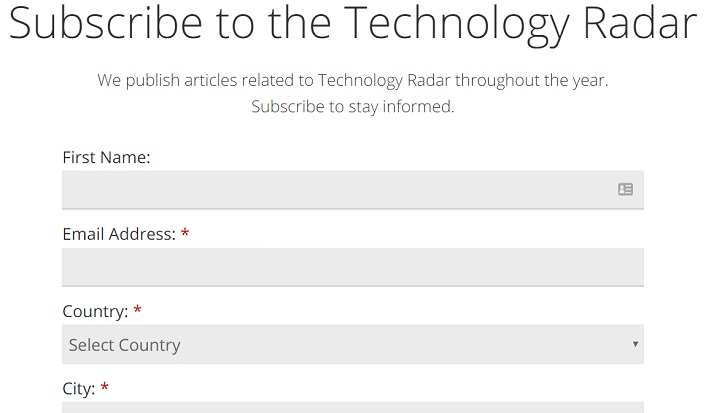 Subscribe to the Technology Radar
We publish articles related to Technology Radar throughout the year.
Subscribe to stay informed.
First Name:
Email Address: *
Country: *
Select Country
City: *